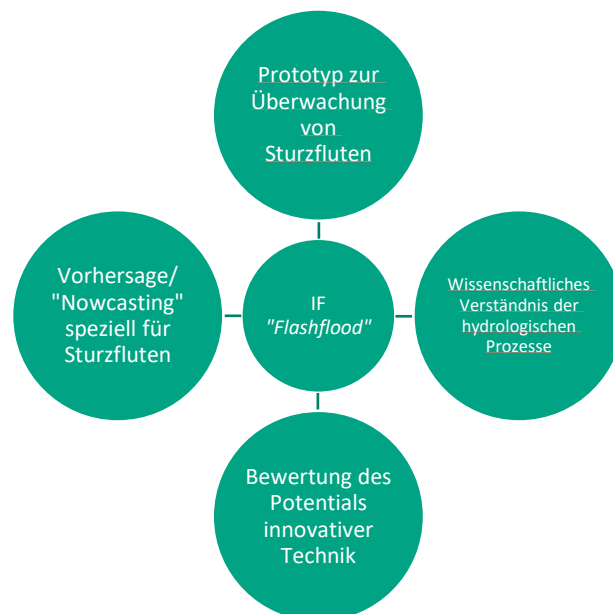 Prototyp zur
Überwachung
von
Sturzfluten
Vorhersage/
"Nowcasting"
speziell für
Sturzfluten
IF
"Flashflood"
Wissenschaftliches
Verständnis der
hydrologischen
Prozesse
Bewertung des
Potentials
innovativer
Technik